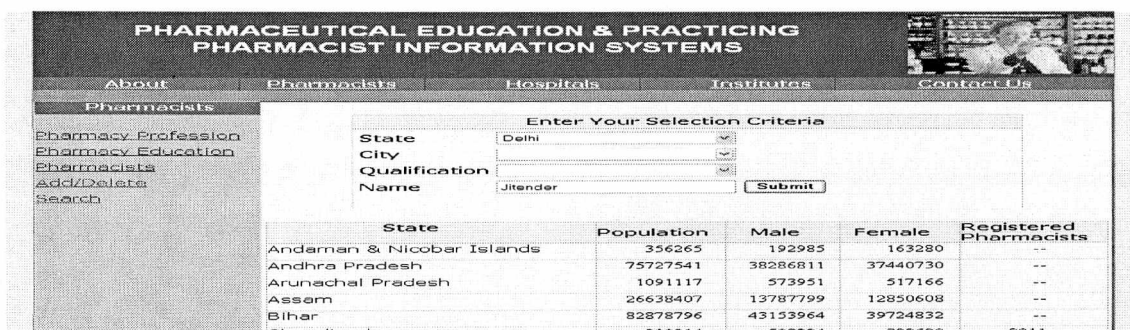 PHARMACEUTICAL EDUCATION & PRACTICING
PHARMACIST INFORMATION SYSTEMS
About Pharmacists Hospitals Institutes Contact Us
Pharmacists
Pharmacy Profession
Pharmacy Education
Pharmacists
Add/Delete
Search
Enter Your Selection Criteria
State Delhi
City
Qualification
Name Jitender Submit
State Population Male Female Registered Pharmacists
Andaman & Nicobar Islands 356265 192985 163280 --
Andhra Pradesh 75727541 38286811 37440730 --
Arunachal Pradesh 1091117 573951 517166 --
Assam 26638407 13787799 12850608 --
Bihar 82878796 43153964 39724832 --